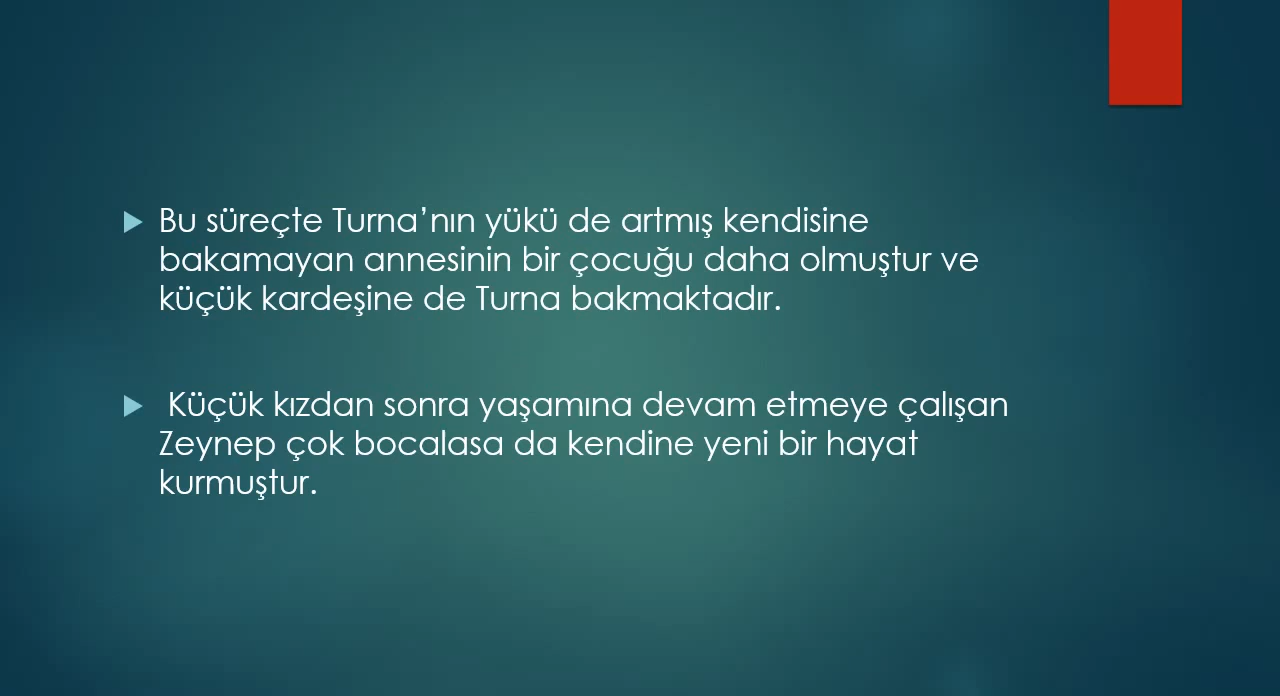 Bu süreçte Turna’nın yükü de artmış kendisine
bakamayan annesinin bir çocuğu daha olmuştur ve
küçük kardeşine de Turna bakmaktadır.
Küçük kızdan sonra yaşamına devam etmeye çalışan
Zeynep çok bocalasa da kendine yeni bir hayat
kurmuştur.